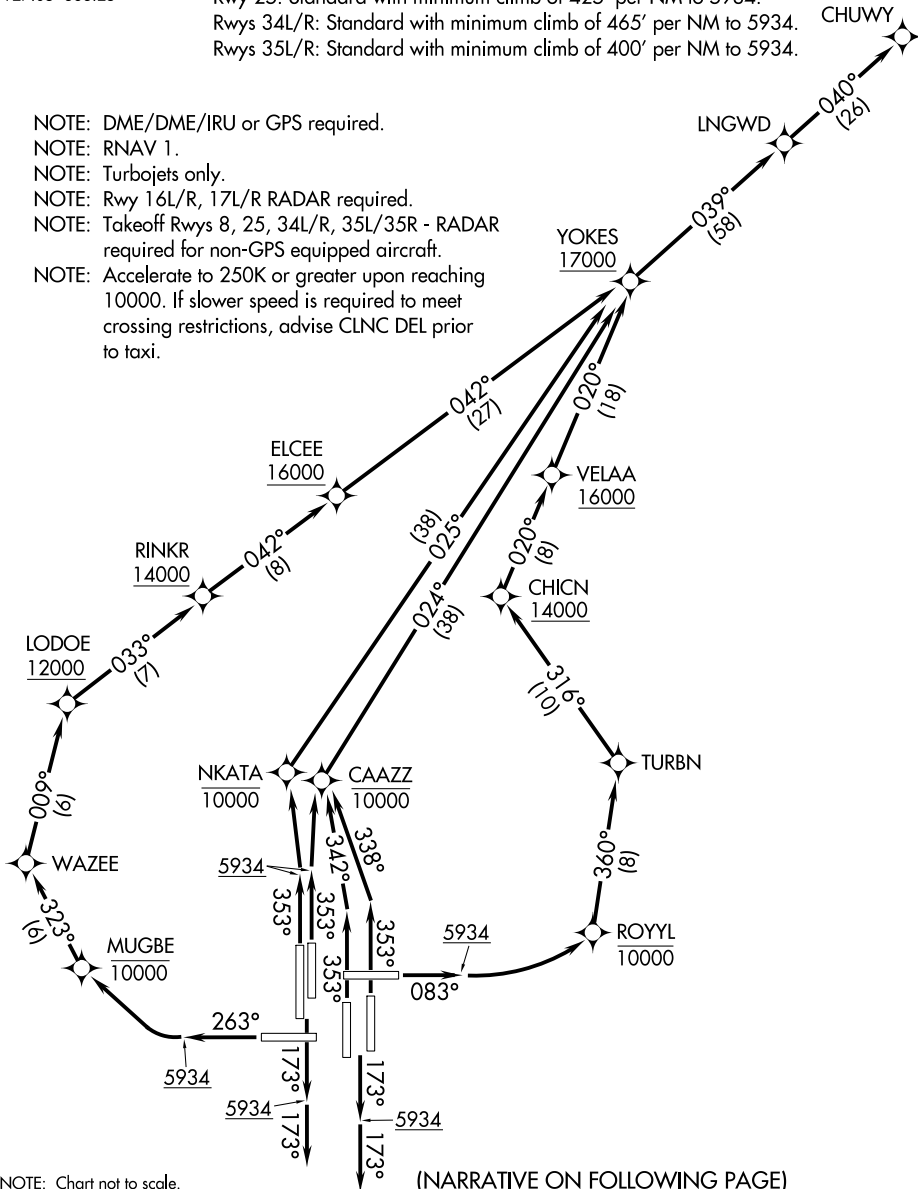 Rwys 34L/R: Standard with minimum climb of 465' per NM to 5934.
Rwys 35L/R: Standard with minimum climb of 400' per NM to 5934.
CHUWY
040°
(26)
LNGWD
NOTE: DME/DME/IRU or GPS required.
NOTE: RNAV 1.
NOTE: Turbojets only.
NOTE: Rwy 16L/R, 17L/R RADAR required.
NOTE: Takeoff Rwys 8, 25, 34L/R, 35L/35R - RADAR
required for non-GPS equipped aircraft.
NOTE: Accelerate to 250K or greater upon reaching
10000. If slower speed is required to meet
crossing restrictions, advise CLNC DEL prior
to taxi.
039°
(58)
YOKES
17000
042°
(27)
020°
(18)
ELCEE
16000
VELAA
16000
(38)
025°
024°
(38)
020°
(8)
RINKR
14000
042°
(8)
CHICN
14000
LODOE
12000
033°
(7)
316°
(10)
NKATA
10000
CAAZZ
10000
TURBN
009°
(9)
WAZEE
342°
338°
5934
360°
(8)
353°
353°
353°
353°
323°
(6)
MUGBE
10000
5934
083°
ROYYL
10000
263°
5934
173°
5934
173°
173°
5934
173°
NOTE: Chart not to scale.
(NARRATIVE ON FOLLOWING PAGE)